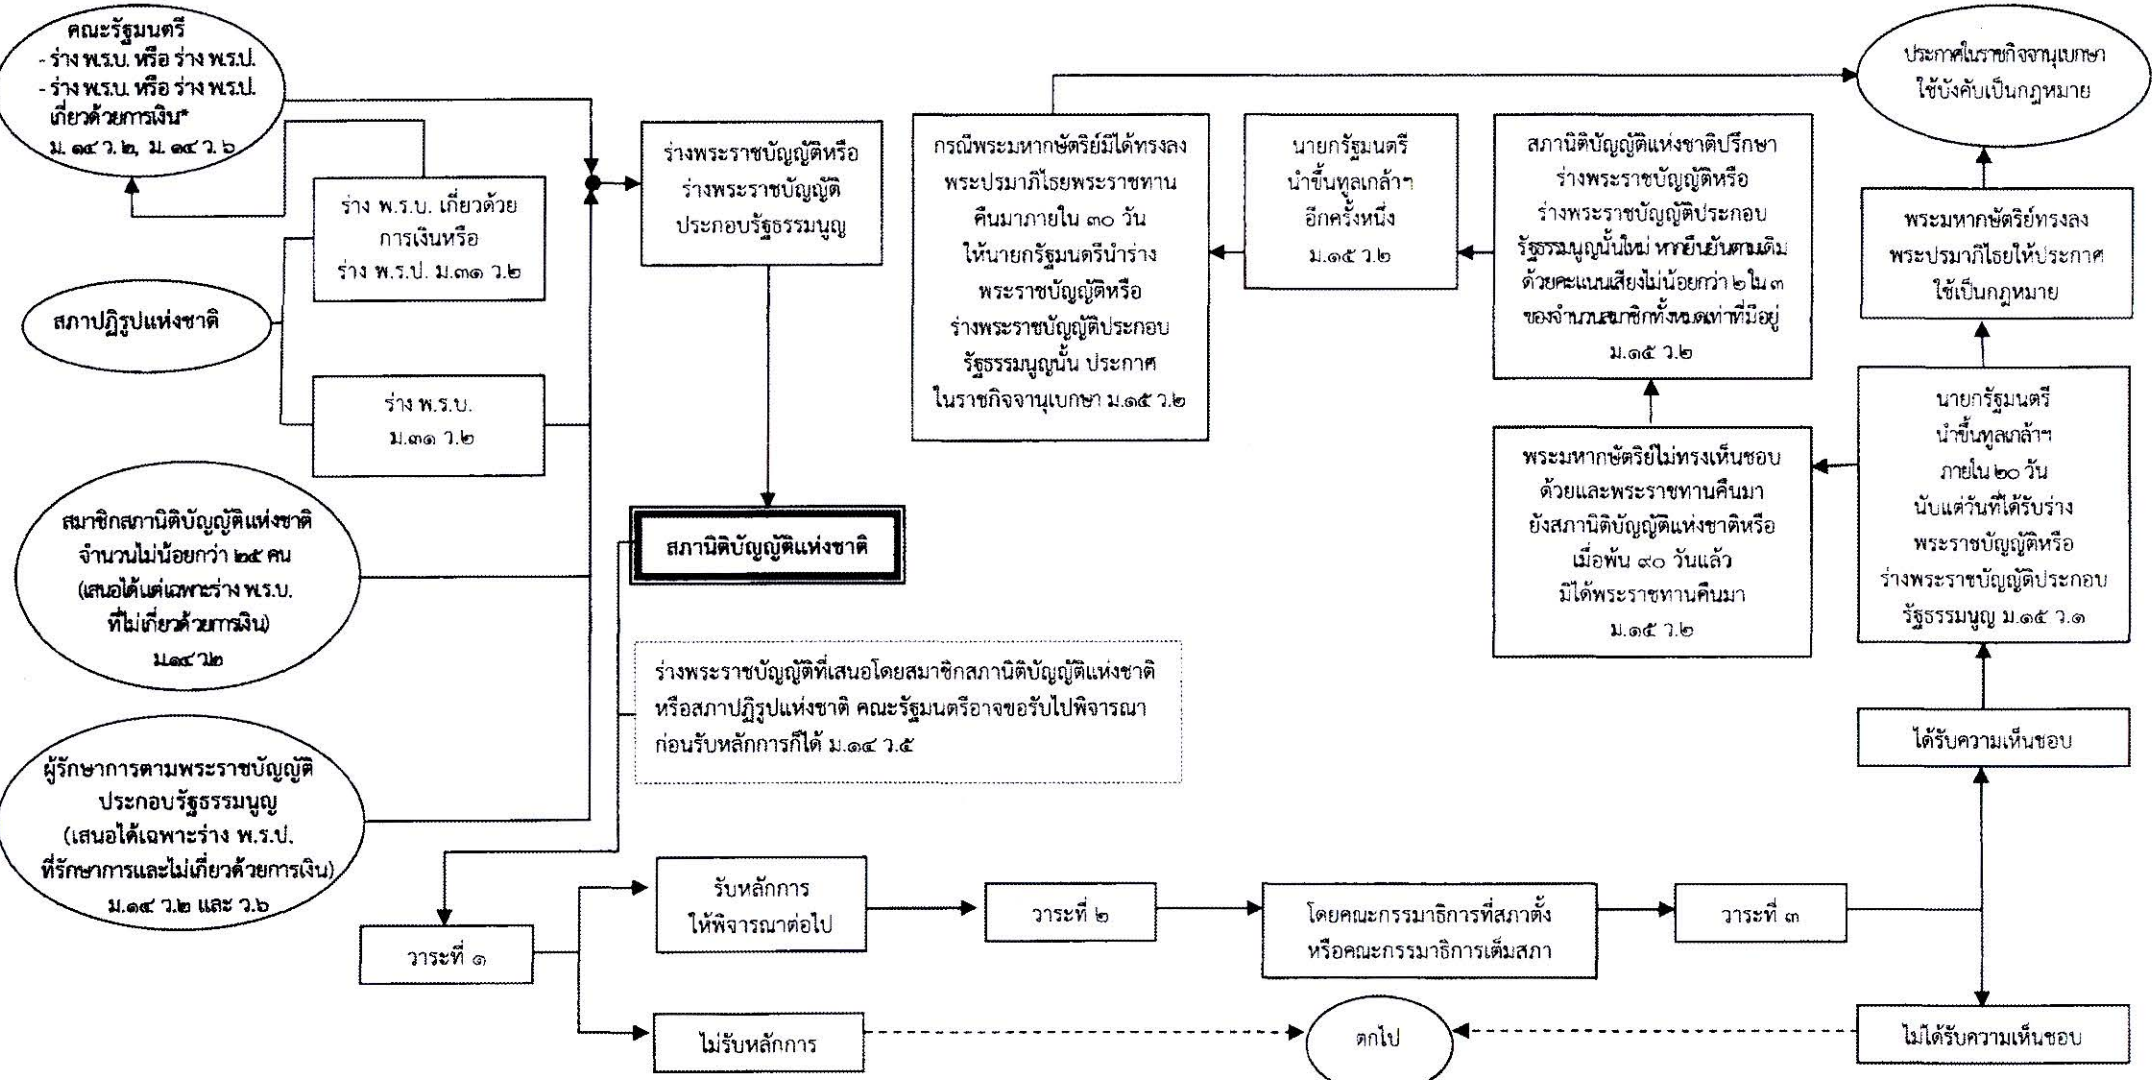 คณะรัฐมนตรี
- ร่าง พ.ร.บ. หรือ ร่าง พ.ร.ป.
- ร่าง พ.ร.บ. หรือ ร่าง พ.ร.ป.
เกี่ยวด้วยการเงิน*
ม. ๑๔ ว. ๒, ม. ๑๔ ว. ๖
ร่าง พ.ร.บ. เกี่ยวด้วย
การเงินหรือ
ร่าง พ.ร.ป. ม.๓๑ ว.๒
สภาปฏิรูปแห่งชาติ
ร่าง พ.ร.บ.
ม.๓๑ ว.๒
สมาชิกสภานิติบัญญัติแห่งชาติ
จำนวนไม่น้อยกว่า ๒๕ คน
(เสนอได้แต่เฉพาะร่าง พ.ร.บ.
ที่ไม่เกี่ยวด้วยการเงิน)
ม.๑๔ ว.๒
ผู้รักษาการตามพระราชบัญญัติ
ประกอบรัฐธรรมนูญ
(เสนอได้เฉพาะร่าง พ.ร.ป.
ที่รักษาการและไม่เกี่ยวด้วยการเงิน)
ม.๑๔ ว.๒ และ ว.๖
ร่างพระราชบัญญัติหรือ
ร่างพระราชบัญญัติ
ประกอบรัฐธรรมนูญ
สภานิติบัญญัติแห่งชาติ
ร่างพระราชบัญญัติที่เสนอโดยสมาชิกสภานิติบัญญัติแห่งชาติ
หรือสภาปฏิรูปแห่งชาติ คณะรัฐมนตรีอาจขอรับไปพิจารณา
ก่อนรับหลักการก็ได้ ม.๑๔ ว.๕
วาระที่ ๑
รับหลักการ
ให้พิจารณาต่อไป
ไม่รับหลักการ
วาระที่ ๒
โดยคณะกรรมาธิการที่สภาตั้ง
หรือคณะกรรมาธิการเต็มสภา
วาระที่ ๓
ตกไป
ไม่ได้รับความเห็นชอบ
ได้รับความเห็นชอบ
นายกรัฐมนตรี
นำขึ้นทูลเกล้าฯ
ภายใน ๒๐ วัน
นับแต่วันที่ได้รับร่าง
พระราชบัญญัติหรือ
ร่างพระราชบัญญัติประกอบ
รัฐธรรมนูญ ม.๑๕ ว.๑
พระมหากษัตริย์ทรงลง
พระปรมาภิไธยให้ประกาศ
ใช้เป็นกฎหมาย
ประกาศในราชกิจจานุเบกษา
ใช้บังคับเป็นกฎหมาย
พระมหากษัตริย์ไม่ทรงเห็นชอบ
ด้วยและพระราชทานคืนมา
ยังสภานิติบัญญัติแห่งชาติหรือ
เมื่อพ้น ๙๐ วันแล้ว
มิได้พระราชทานคืนมา
ม.๑๕ ว.๒
สภานิติบัญญัติแห่งชาติปรึกษา
ร่างพระราชบัญญัติหรือ
ร่างพระราชบัญญัติประกอบ
รัฐธรรมนูญนั้นใหม่ หากยืนยันตามเดิม
ด้วยคะแนนเสียงไม่น้อยกว่า ๒ ใน ๓
ของจำนวนสมาชิกทั้งหมดเท่าที่มีอยู่
ม.๑๕ ว.๒
นายกรัฐมนตรี
นำขึ้นทูลเกล้าฯ
อีกครั้งหนึ่ง
ม.๑๕ ว.๒
กรณีพระมหากษัตริย์มิได้ทรงลง
พระปรมาภิไธยพระราชทาน
คืนมาภายใน ๓๐ วัน
ให้นายกรัฐมนตรีนำร่าง
พระราชบัญญัติหรือ
ร่างพระราชบัญญัติประกอบ
รัฐธรรมนูญนั้น ประกาศ
ในราชกิจจานุเบกษา ม.๑๕ ว.๒